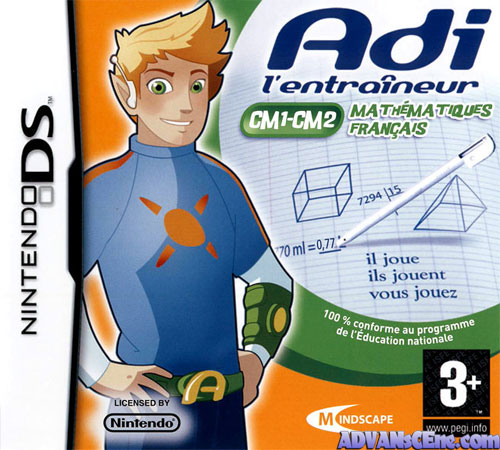 NINTENDO DS™
Adi
l'entraîneur
CM1-CM2
MATHÉMATIQUES
FRANÇAIS
7294 15
70 ml = 0,77
il joue
ils jouent
vous jouez
100 % conforme au programme
de l'Éducation nationale
A
LICENSED BY
Nintendo
MINDSCAPE
3+
www.pegi.info
ADVANsCEne.com